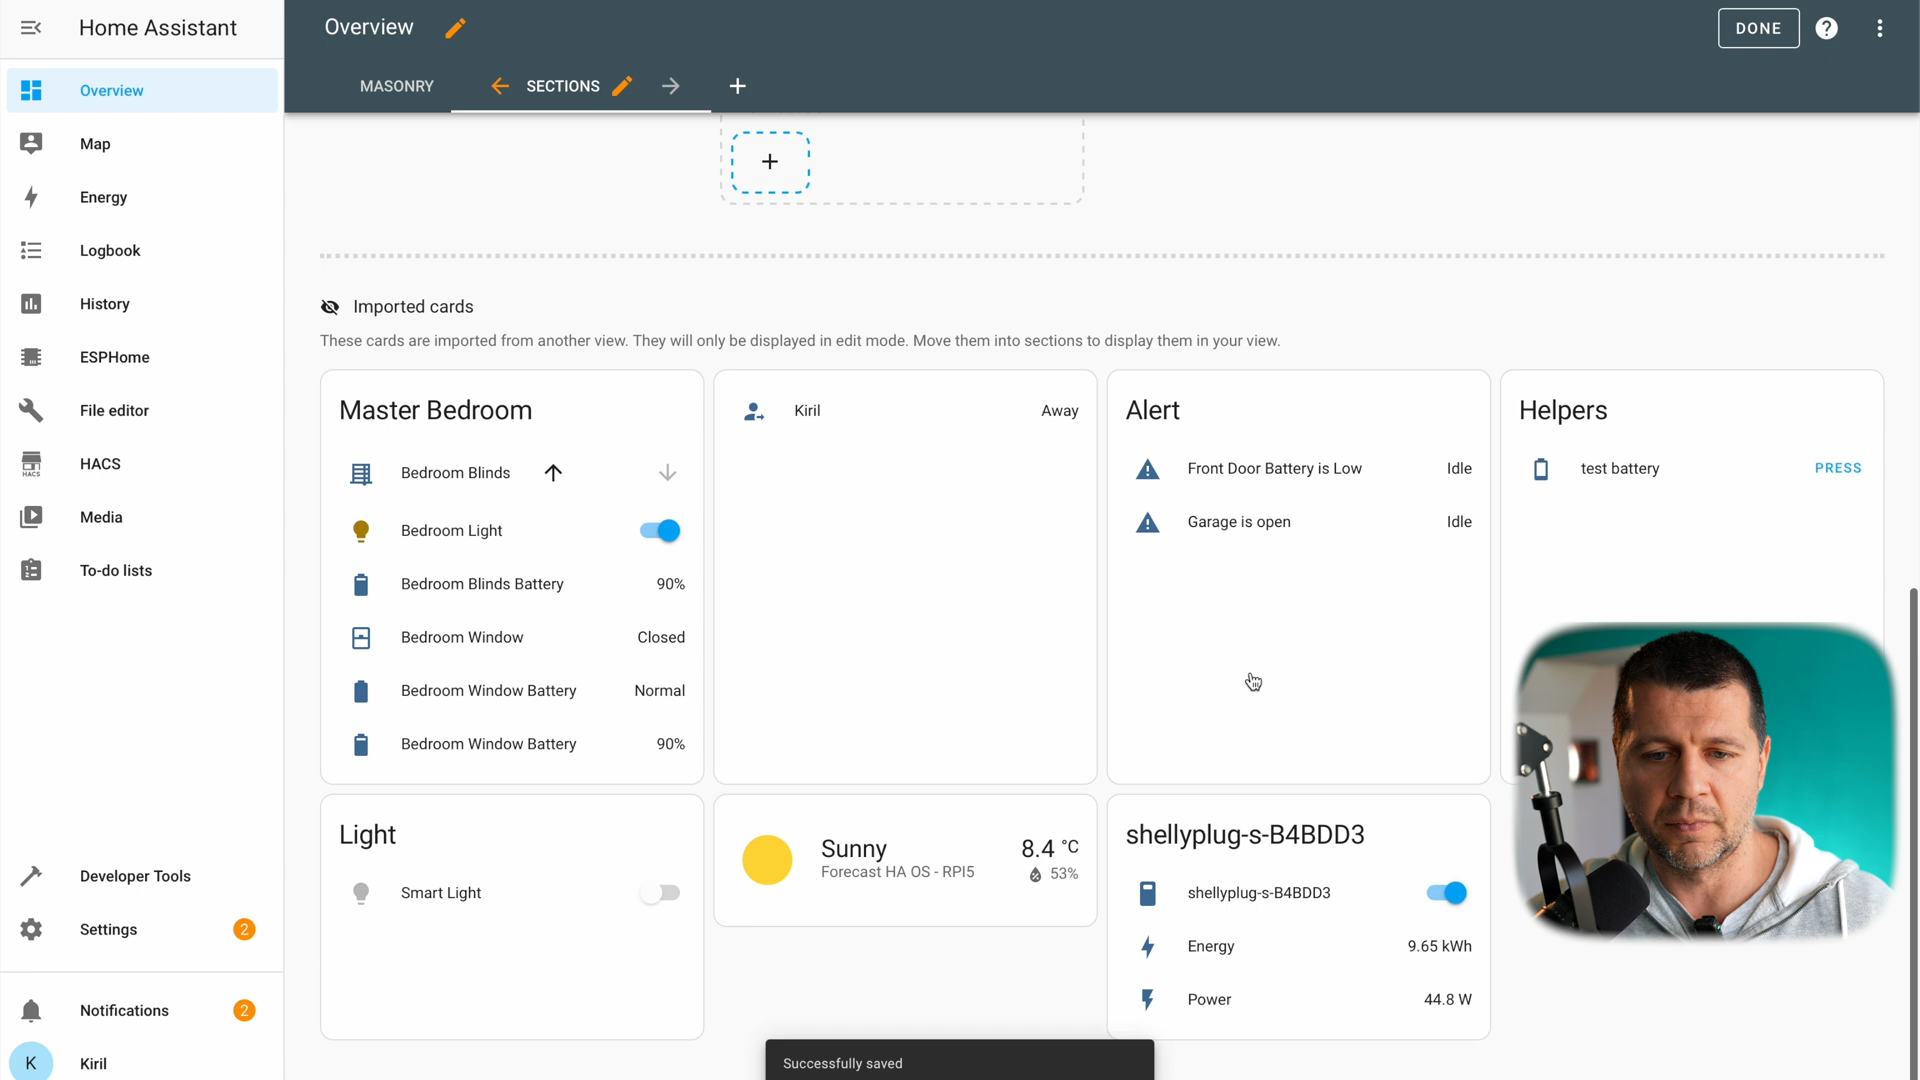 Home Assistant
Overview
DONE
MASONRY
SECTIONS
Overview
Map
Energy
Logbook
History
ESPHome
File editor
HACS
HACS
Media
To-do lists
Developer Tools
Settings
2
Notifications
2
K
Kiril
Imported cards
These cards are imported from another view. They will only be displayed in edit mode. Move them into sections to display them in your view.
Master Bedroom
Bedroom Blinds
Bedroom Light
Bedroom Blinds Battery 90%
Bedroom Window Closed
Bedroom Window Battery Normal
Bedroom Window Battery 90%
Kiril Away
Alert
Front Door Battery is Low Idle
Garage is open Idle
Helpers
test battery PRESS
Light
Smart Light
Sunny 8.4 °C
Forecast HA OS - RPI5 53%
shellyplug-s-B4BDD3
shellyplug-s-B4BDD3
Energy 9.65 kWh
Power 44.8 W
Successfully saved